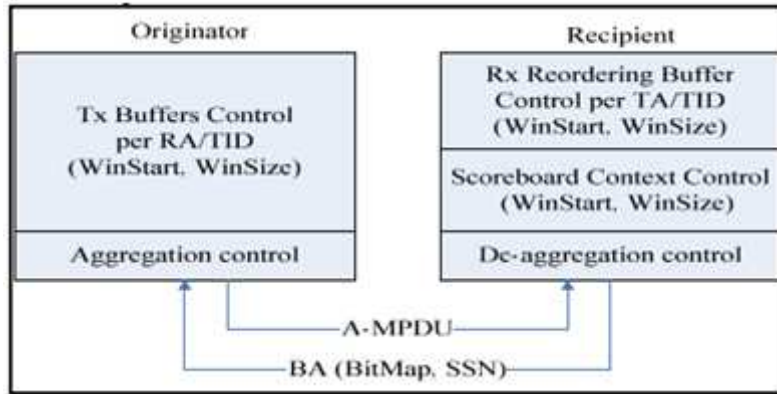 Originator
Tx Buffers Control
per RA/TID
(WinStart, WinSize)
Aggregation control
Recipient
Rx Reordering Buffer
Control per TA/TID
(WinStart, WinSize)
Scoreboard Context Control
(WinStart, WinSize)
De-aggregation control
A-MPDU
BA (BitMap, SSN)